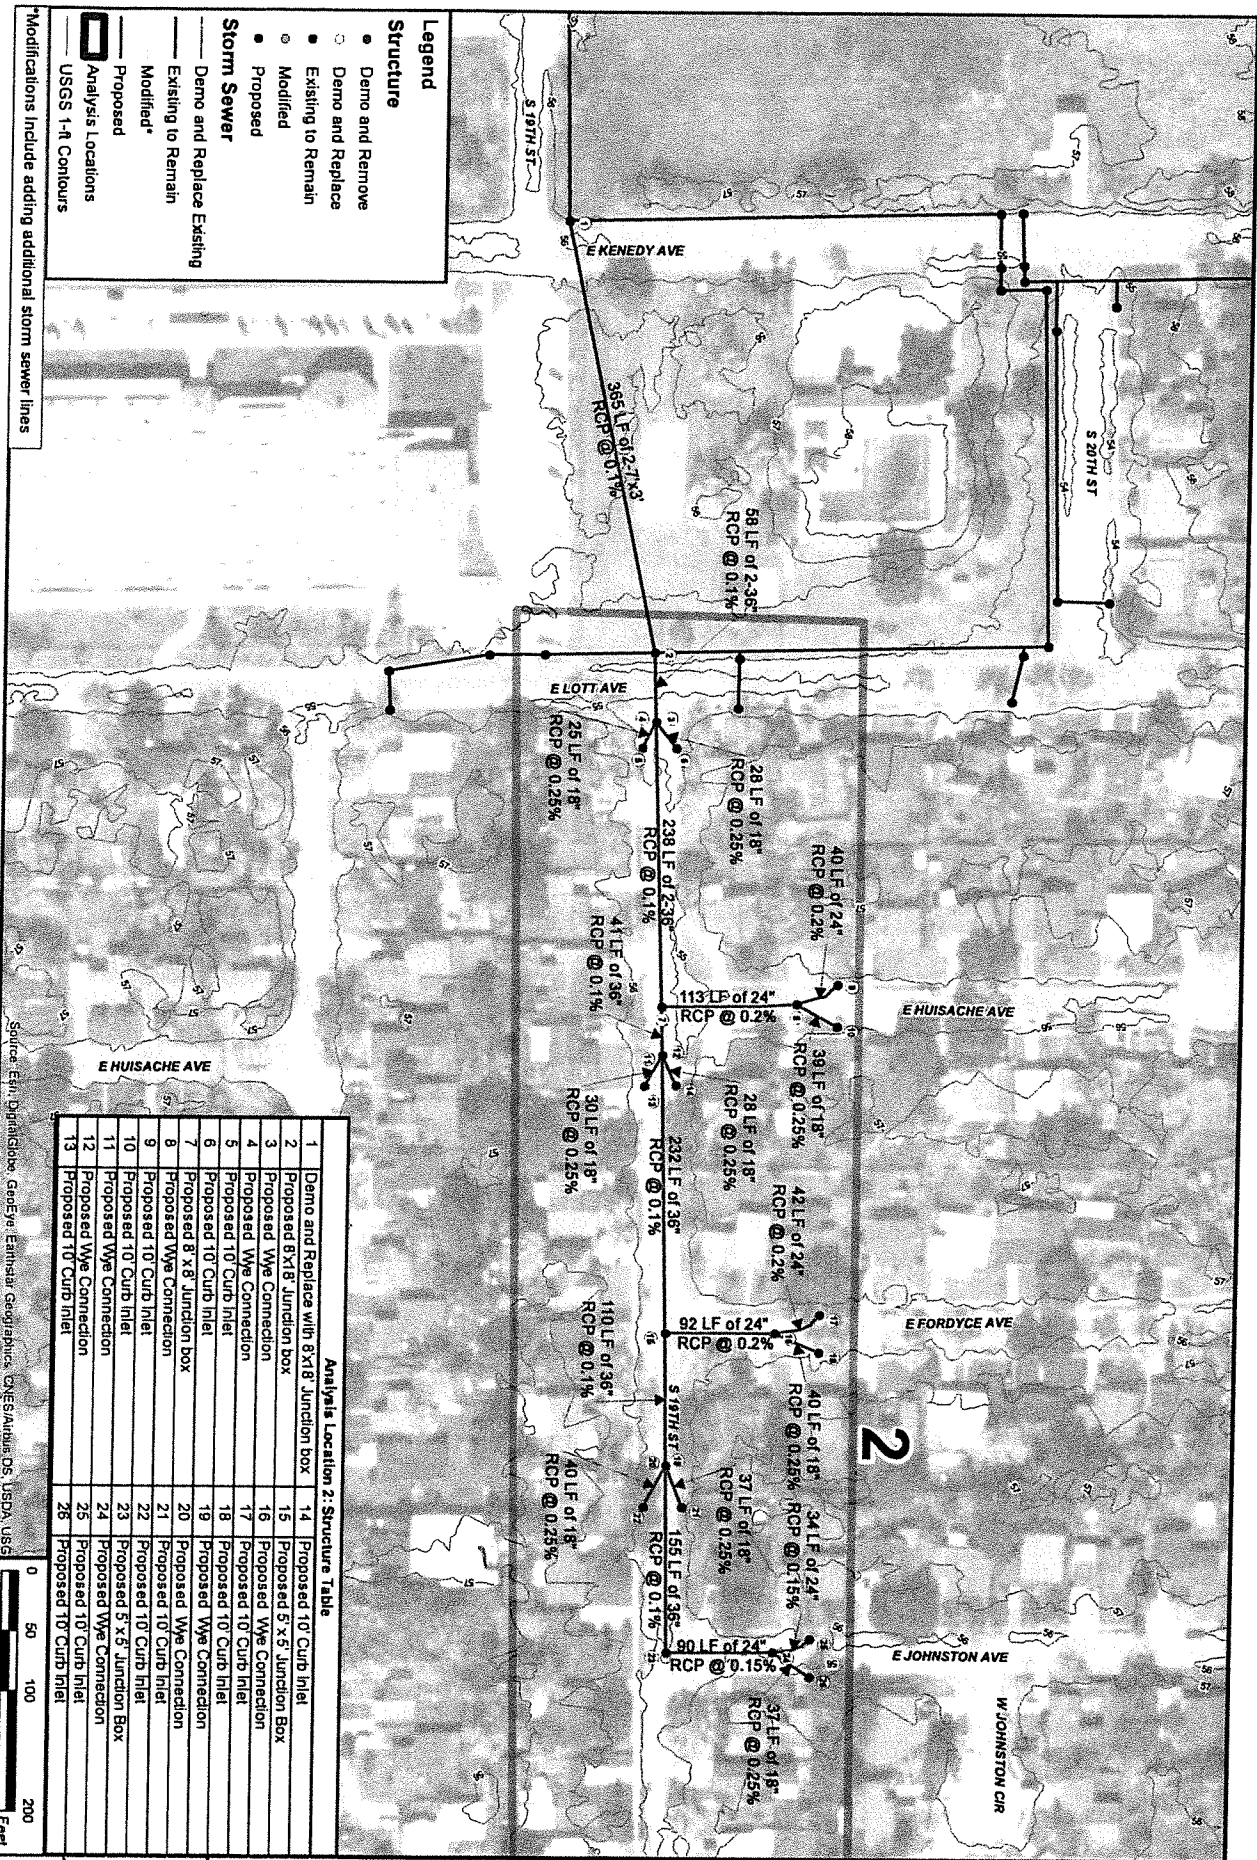 Legend
Structure
Demo and Remove
Demo and Replace
Existing to Remain
Modified
Proposed
Storm Sewer
Demo and Replace Existing
Existing to Remain
Modified*
Proposed
Analysis Locations
USGS 1-ft Contours
*Modifications Include adding additional storm sewer lines
S 19TH ST
E KENEDY AVE
S 20TH ST
365 LF of 2-7'x3'
RCP @ 0.1%
58 LF of 2-36"
RCP @ 0.1%
E LOTT AVE
25 LF of 18"
RCP @ 0.25%
28 LF of 18"
RCP @ 0.25%
238 LF of 2-36"
RCP @ 0.1%
40 LF of 24"
RCP @ 0.2%
41 LF of 36"
RCP @ 0.1%
113 LF of 24"
RCP @ 0.2%
E HUISACHE AVE
E HUISACHE AVE
39 LF of 18"
RCP @ 0.25%
28 LF of 18"
RCP @ 0.25%
30 LF of 18"
RCP @ 0.25%
232 LF of 36"
RCP @ 0.1%
42 LF of 24"
RCP @ 0.2%
92 LF of 24"
RCP @ 0.2%
E FORDYCE AVE
110 LF of 36"
RCP @ 0.1%
S 19TH ST
40 LF of 18"
RCP @ 0.25%
2
37 LF of 18"
RCP @ 0.25%
40 LF of 18"
RCP @ 0.25%
34 LF of 24"
RCP @ 0.15%
155 LF of 36"
RCP @ 0.1%
90 LF of 24"
RCP @ 0.15%
E JOHNSTON AVE
37 LF of 18"
RCP @ 0.25%
W JOHNSTON CIR
Analysis Location 2: Structure Table
1 Demo and Replace with 8'x18' Junction box 14 Proposed 10' Curb Inlet
2 Proposed 8'x18' Junction box 15 Proposed 5' x 5' Junction Box
3 Proposed Wye Connection 16 Proposed Wye Connection
4 Proposed Wye Connection 17 Proposed 10' Curb Inlet
5 Proposed 10' Curb Inlet 18 Proposed 10' Curb Inlet
6 Proposed 10' Curb Inlet 19 Proposed Wye Connection
7 Proposed 8' x 8' Junction box 20 Proposed Wye Connection
8 Proposed Wye Connection 21 Proposed 10' Curb Inlet
9 Proposed 10' Curb Inlet 22 Proposed 10' Curb Inlet
10 Proposed 10' Curb Inlet 23 Proposed 5' x 5' Junction Box
11 Proposed Wye Connection 24 Proposed Wye Connection
12 Proposed Wye Connection 25 Proposed 10' Curb Inlet
13 Proposed 10' Curb Inlet 26 Proposed 10' Curb Inlet
Source: Esri, DigitalGlobe, GeoEye, Earthstar Geographics, CNES/Airbus DS, USDA, USG
0 50 100 200
Feet